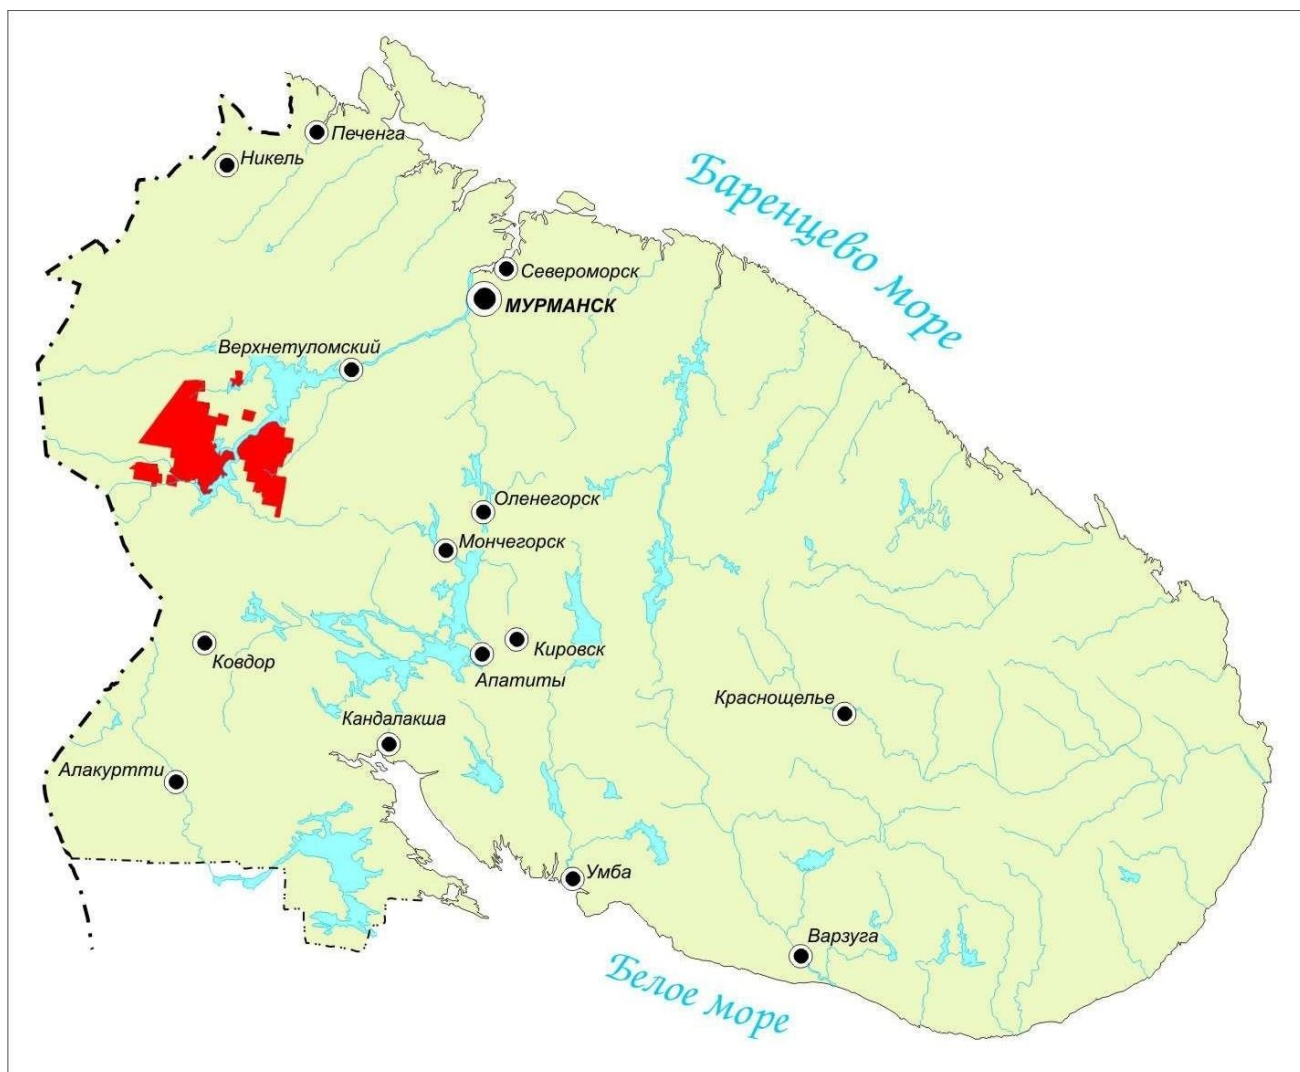 Печенга
Никель
Баренцево море
Североморск
МУРМАНСК
Верхнетуломский
Оленегорск
Мончегорск
Кировск
Ковдор
Апатиты
Краснощелье
Кандалакша
Алакуртти
Умба
Варзуга
Белое море